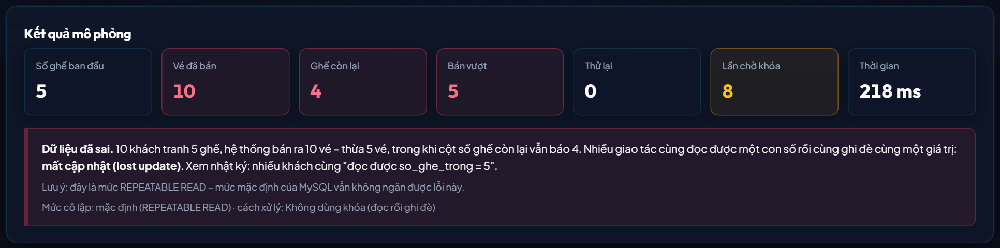 Kết quả mô phỏng
Số ghế ban đầu
5
Vé đã bán
10
Ghế còn lại
4
Bán vượt
5
Thử lại
0
Lần chờ khóa
8
Thời gian
218 ms
Dữ liệu đã sai. 10 khách tranh 5 ghế, hệ thống bán ra 10 vé – thừa 5 vé, trong khi cột số ghế còn lại vẫn báo 4. Nhiều giao tác cùng đọc được một con số rồi cùng ghi đè cùng một giá trị:
mất cập nhật (lost update). Xem nhật ký: nhiều khách cùng "đọc được so_ghe_trong = 5".
Lưu ý: đây là mức REPEATABLE READ – mức mặc định của MySQL vẫn không ngăn được lỗi này.
Mức cô lập: mặc định (REPEATABLE READ) · cách xử lý: Không dùng khóa (đọc rồi ghi đè)